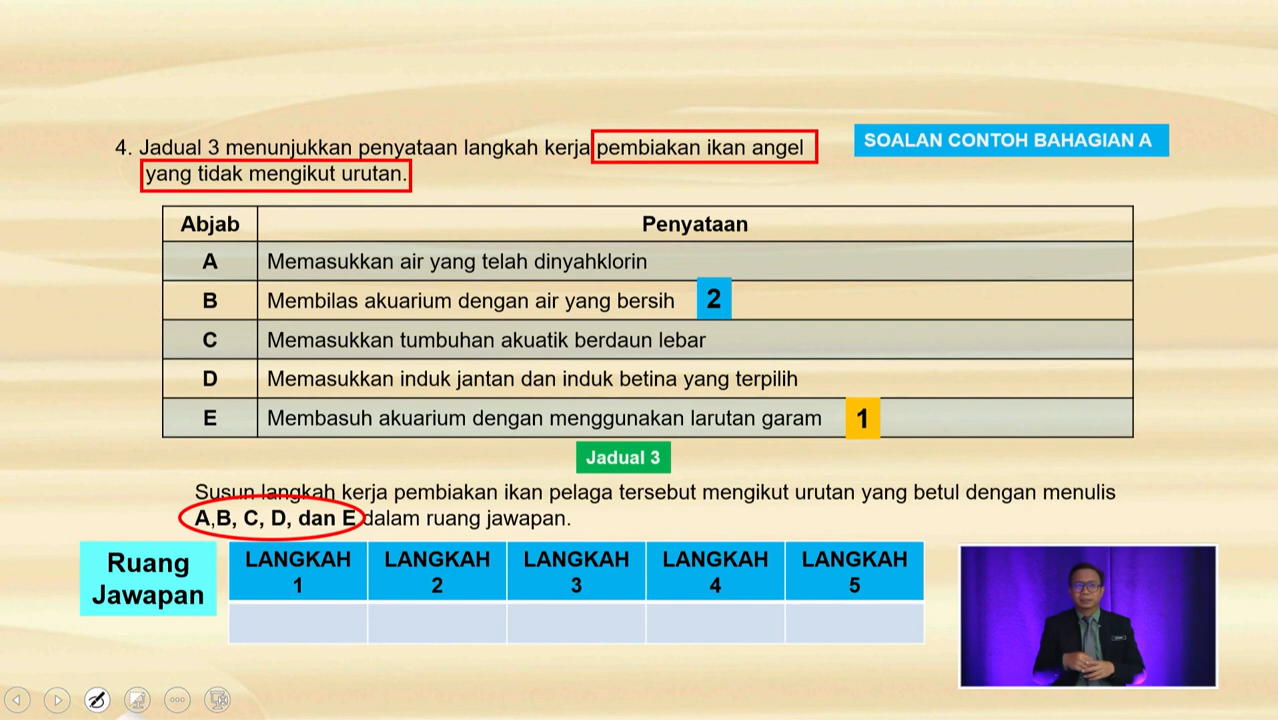 4. Jadual 3 menunjukkan penyataan langkah kerja pembiakan ikan angel
yang tidak mengikut urutan.
SOALAN CONTOH BAHAGIAN A
Abjab Penyataan
A Memasukkan air yang telah dinyahklorin
B Membilas akuarium dengan air yang bersih 2
C Memasukkan tumbuhan akuatik berdaun lebar
D Memasukkan induk jantan dan induk betina yang terpilih
E Membasuh akuarium dengan menggunakan larutan garam 1
Jadual 3
Susun langkah kerja pembiakan ikan pelaga tersebut mengikut urutan yang betul dengan menulis
A,B, C, D, dan E dalam ruang jawapan.
Ruang
Jawapan
LANGKAH LANGKAH LANGKAH LANGKAH LANGKAH
1 2 3 4 5